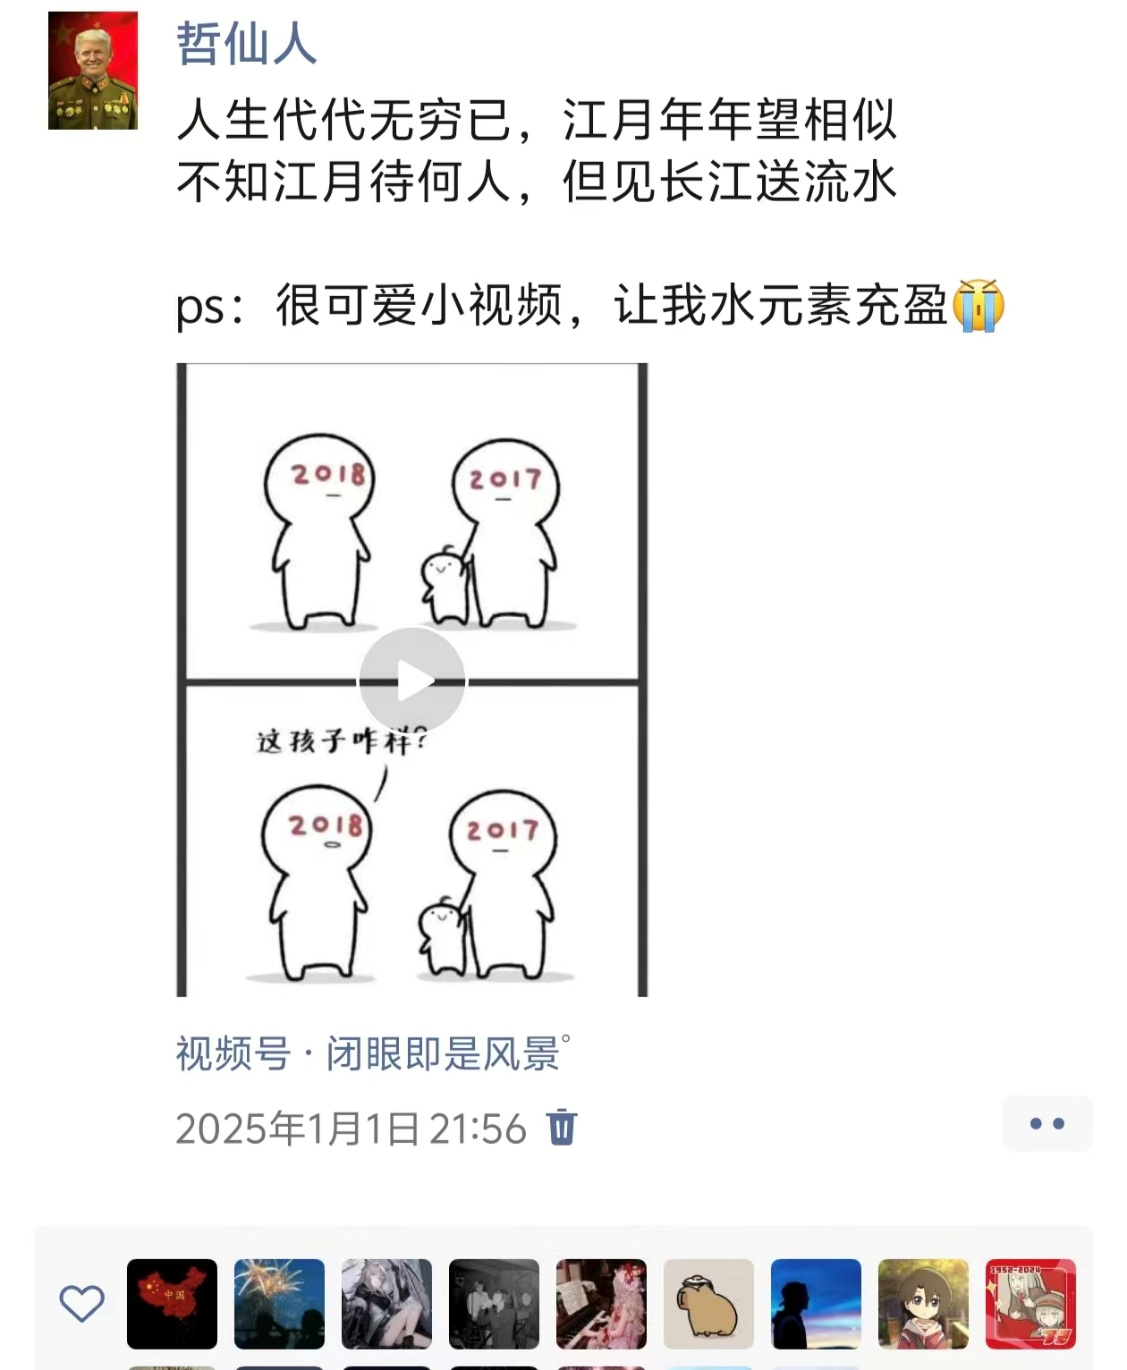 哲仙人
人生代代无穷已，江月年年望相似
不知江月待何人，但见长江送流水
ps：很可爱小视频，让我水元素充盈😭
2018
2017
这孩子咋样?
2018
2017
视频号 · 闭眼即是风景°
2025年1月1日 21:56
中国